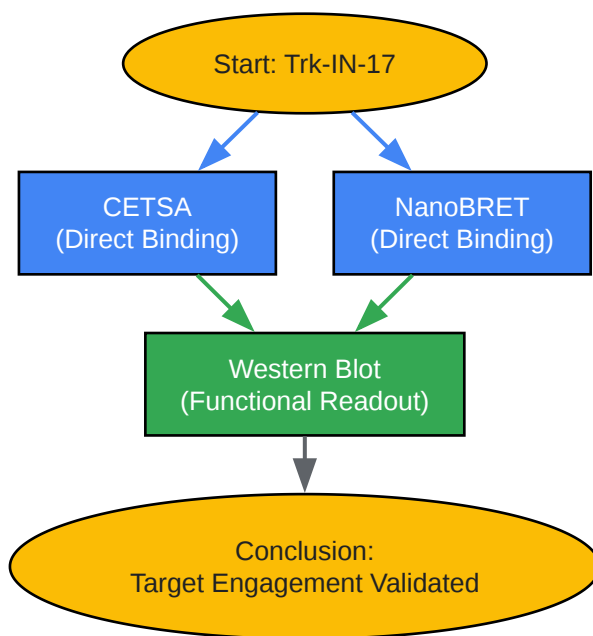 Start: Trk-IN-17
CETSA
(Direct Binding)
NanoBRET
(Direct Binding)
Western Blot
(Functional Readout)
Conclusion:
Target Engagement Validated